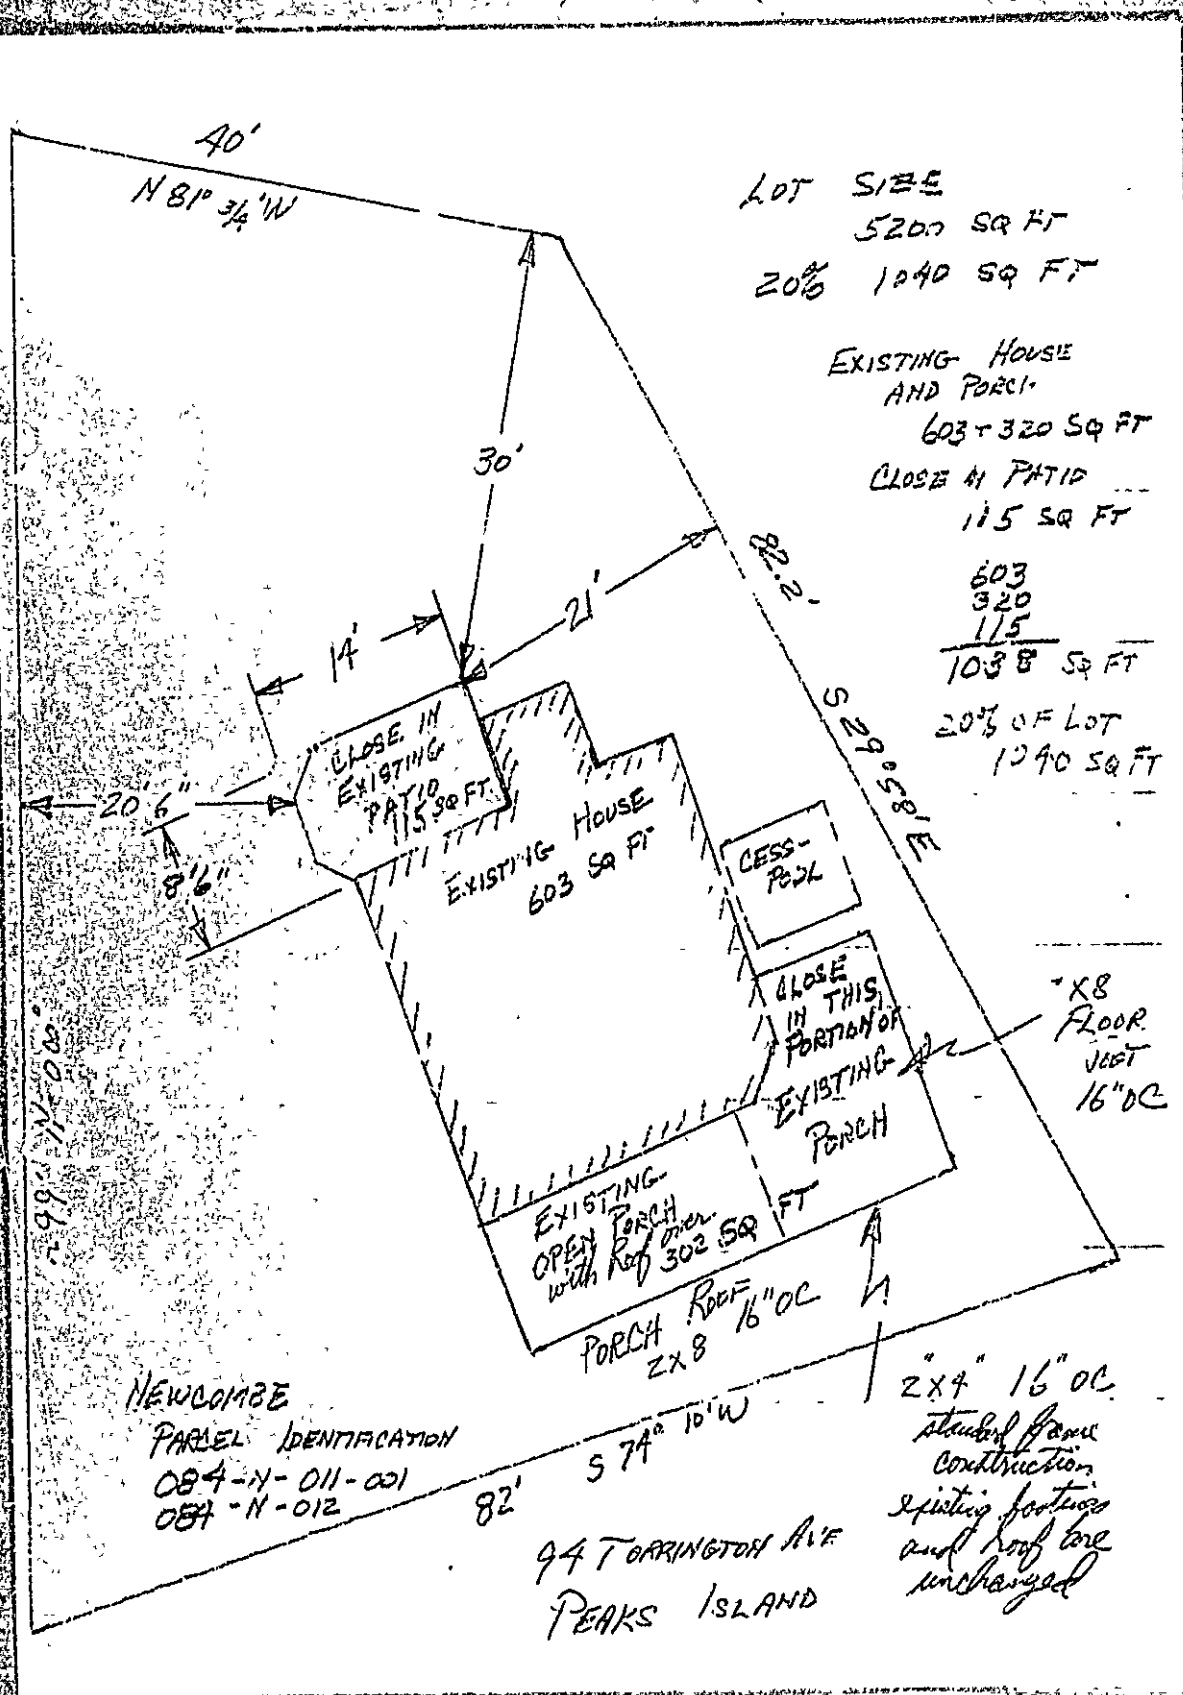 40'
N 81° 3/4' W
LOT SIZE
5200 SQ FT
20% 1040 SQ FT
EXISTING HOUSE
AND PORCH
603 + 320 SQ FT
CLOSE IN PATIO
115 SQ FT
603
320
115
1038 SQ FT
20% OF LOT
1040 SQ FT
30'
82.2'
21'
14'
S 29° 58' E
CLOSE IN
EXISTING
PATIO
115 SQ FT
20' 6"
8' 6"
EXISTING HOUSE
603 SQ FT
CESS-
POOL
CLOSE
IN THIS
PORTION OF
EXISTING
PORCH
X8
FLOOR
16" OC
EXISTING
OPEN PORCH
with Roof over
302 SQ FT
PORCH ROOF
2X8 16" OC
NEWCOMBE
PARCEL IDENTIFICATION
084-N-011-001
084-N-012
82'
S 74° 10' W
2"X4" 16" OC
standard frame
construction
existing footings
and roof are
unchanged
94 TORRINGTON AVE
PEAKS ISLAND